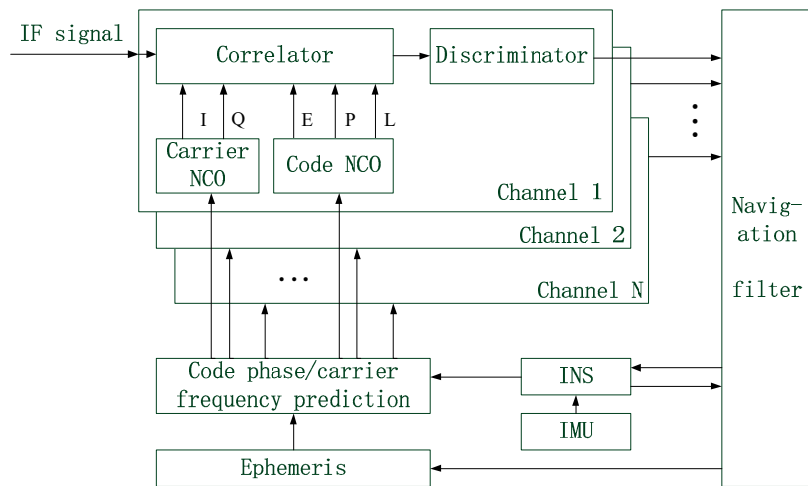 IF signal
Correlator
Discriminator
I
Q
E
P
L
Carrier
NCO
Code NCO
Channel 1
Channel 2
Channel N
...
⋮
Navig-
ation
filter
Code phase/carrier
frequency prediction
INS
IMU
Ephemeris